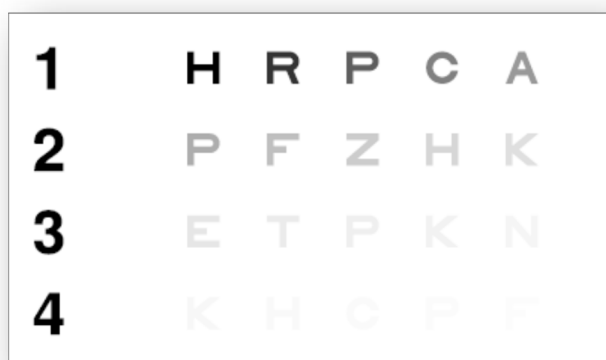 1 H R P C A
2 P F Z H K
3 E T P K N
4 K H C P F